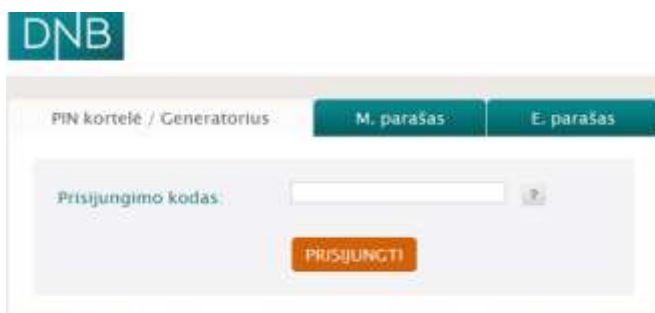 DNB
PIN kortelė / Generatorius
M. parašas
E. parašas
Prisijungimo kodas:
?
PRISIJUNGTI